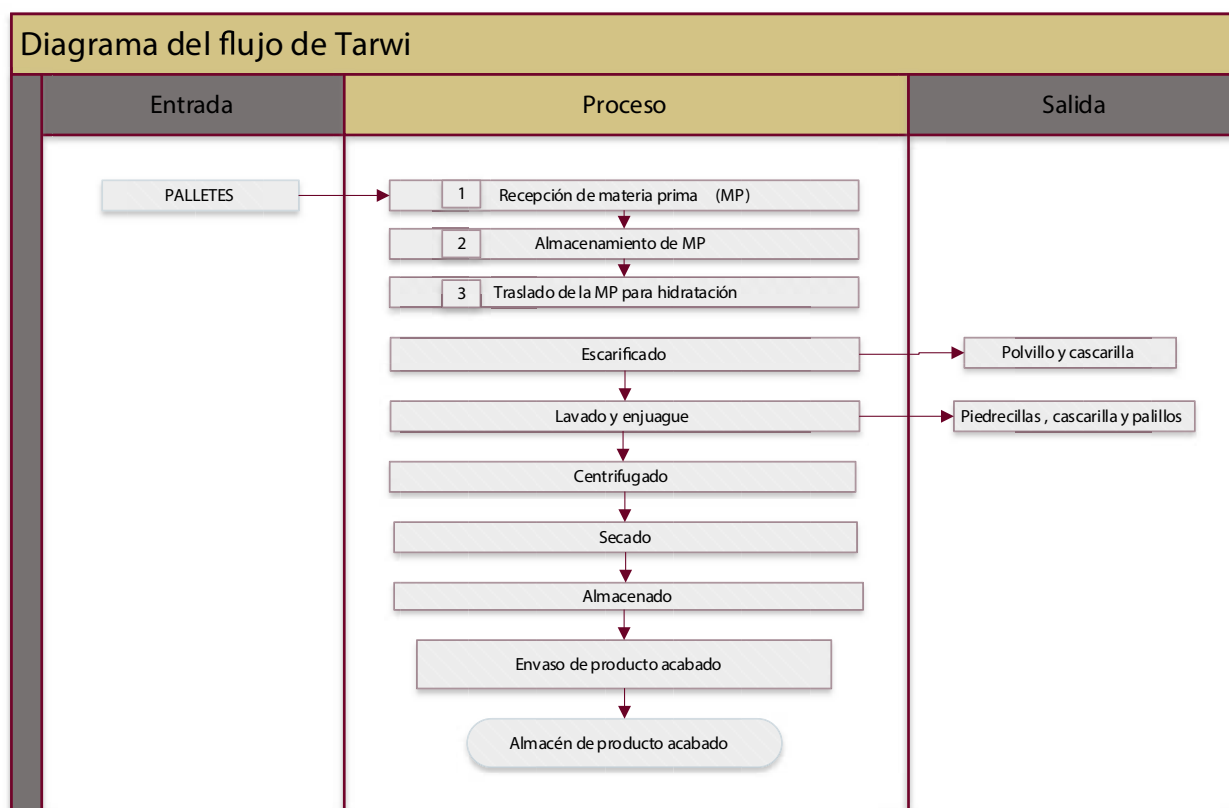 Diagrama del flujo de Tarwi
Entrada
Proceso
Salida
PALLETES
1 Recepción de materia prima (MP)
2 Almacenamiento de MP
3 Traslado de la MP para hidratación
Escarificado
Polvillo y cascarilla
Lavado y enjuague
Piedrecillas , cascarilla y palillos
Centrifugado
Secado
Almacenado
Envaso de producto acabado
Almacén de producto acabado